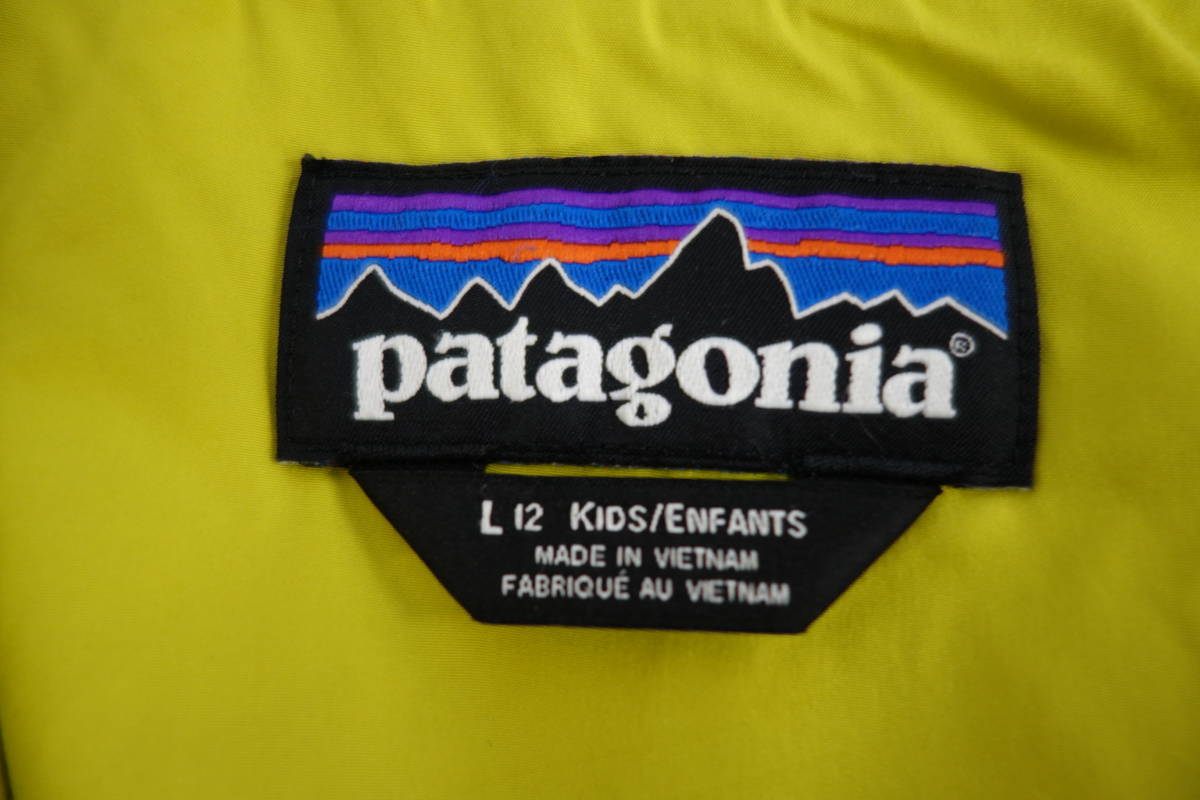 patagonia®
L 12 KIDS/ENFANTS
MADE IN VIETNAM
FABRIQUÉ AU VIETNAM